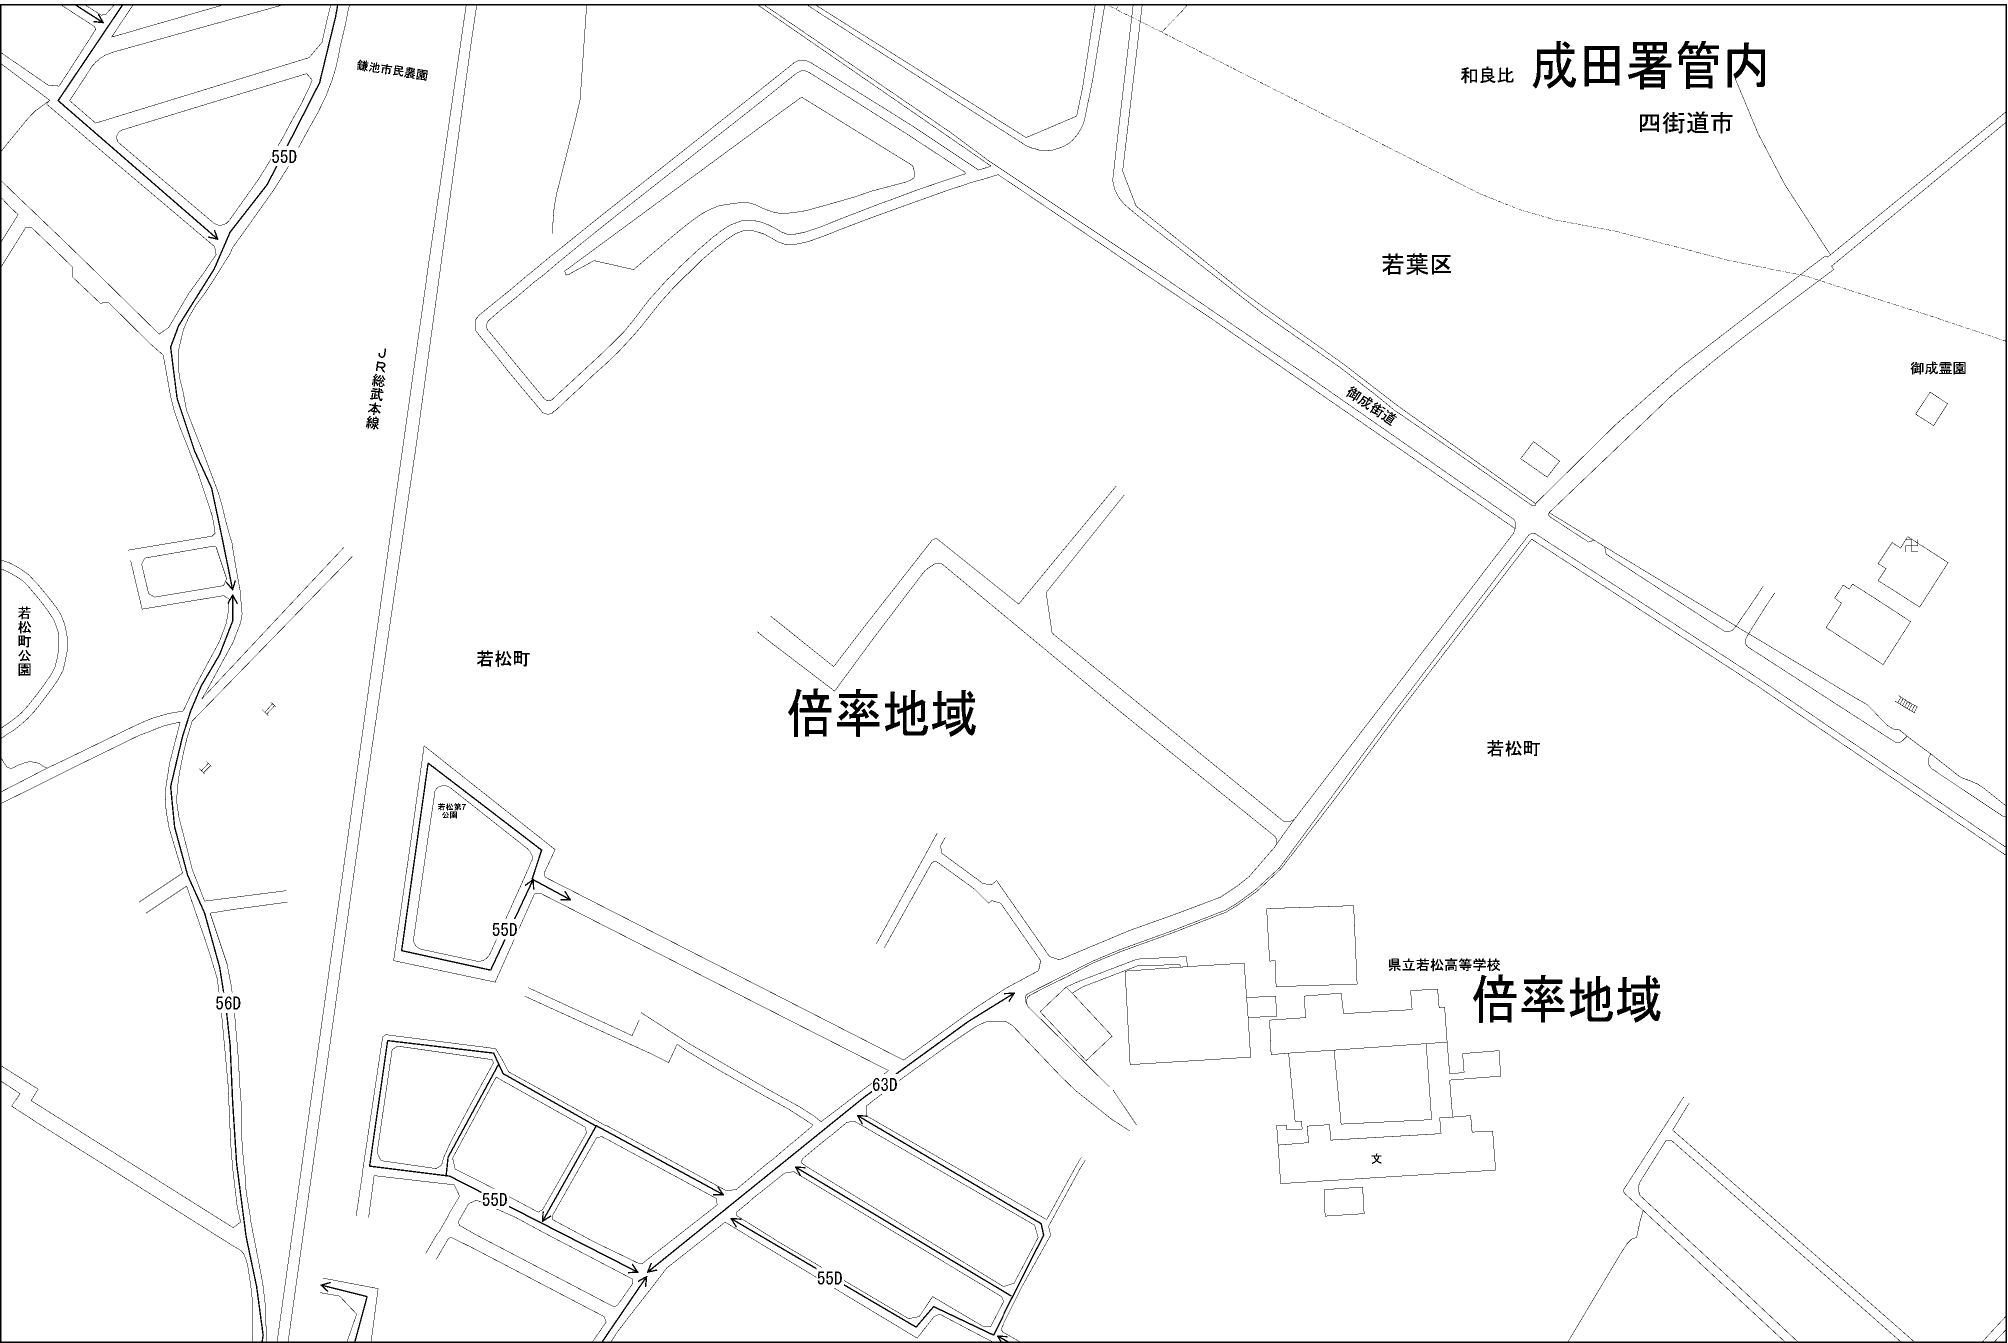 鎌池市民農園
和良比
成田署管内
四街道市
55D
若葉区
JR総武本線
御成霊園
御成街道
若松町公園
若松町
倍率地域
若松町
若松第7
公園
55D
県立若松高等学校
倍率地域
56D
63D
文
55D
55D